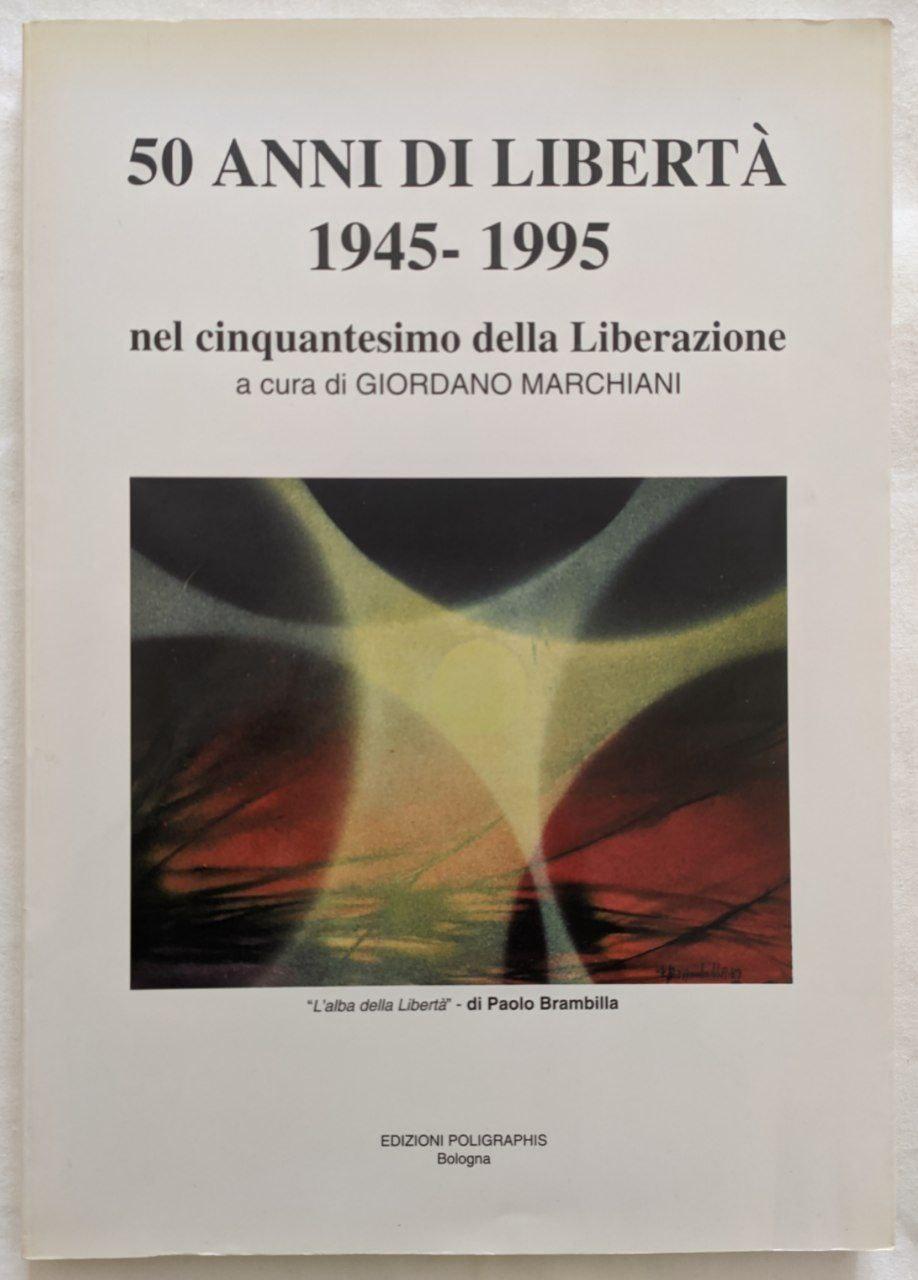 50 ANNI DI LIBERTÀ
1945- 1995
nel cinquantesimo della Liberazione
a cura di GIORDANO MARCHIANI
"L'alba della Libertà" - di Paolo Brambilla
EDIZIONI POLIGRAPHIS
Bologna